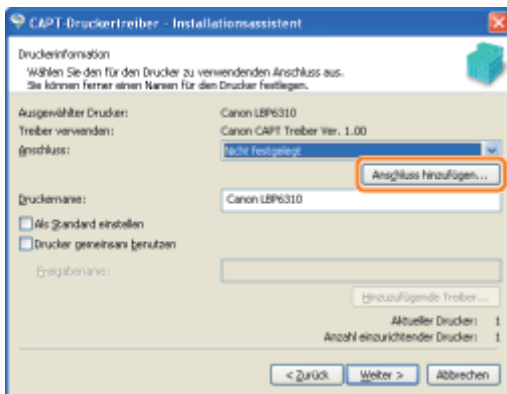 CAPT-Druckertreiber - Installationsassistent
Druckerinformation
Wählen Sie den für den Drucker zu verwendenden Anschluss aus.
Sie können ferner einen Namen für den Drucker festlegen.
Ausgewählter Drucker: Canon LBP6310
Treiber verwenden: Canon CAPT Treiber Ver. 1.00
Anschluss: Nicht festgelegt
Anschluss hinzufügen...
Druckername: Canon LBP6310
Als Standard einstellen
Drucker gemeinsam benutzen
Freigabename:
Hinzuzufügende Treiber...
Aktueller Drucker: 1
Anzahl einzurichtender Drucker: 1
< Zurück Weiter > Abbrechen